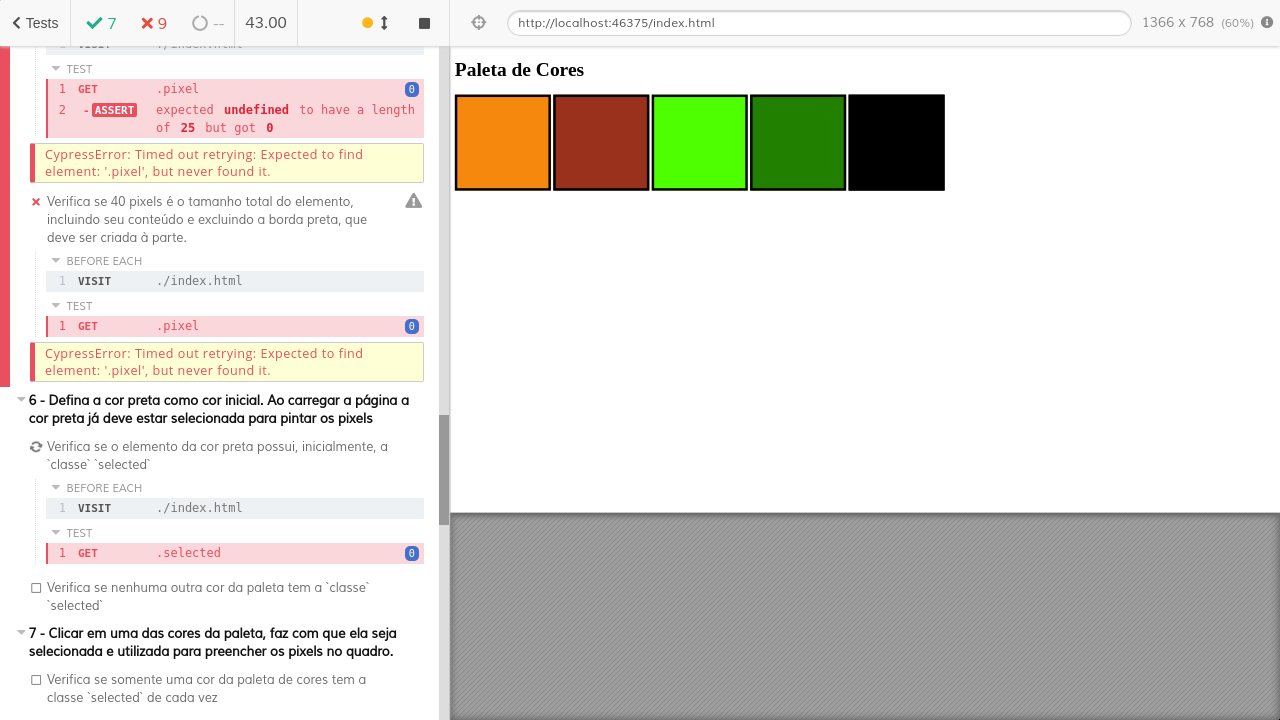 Tests 7 9 -- 43.00
http://localhost:46375/index.html 1366 x 768 (60%)
1 VISIT ./index.html
TEST
1 GET .pixel 0
2 - ASSERT expected undefined to have a length
of 25 but got 0
CypressError: Timed out retrying: Expected to find
element: '.pixel', but never found it.
Verifica se 40 pixels é o tamanho total do elemento,
incluindo seu conteúdo e excluindo a borda preta, que
deve ser criada à parte.
BEFORE EACH
1 VISIT ./index.html
TEST
1 GET .pixel 0
CypressError: Timed out retrying: Expected to find
element: '.pixel', but never found it.
6 - Defina a cor preta como cor inicial. Ao carregar a página a
cor preta já deve estar selecionada para pintar os pixels
Verifica se o elemento da cor preta possui, inicialmente, a
`classe` `selected`
BEFORE EACH
1 VISIT ./index.html
TEST
1 GET .selected 0
Verifica se nenhuma outra cor da paleta tem a `classe`
`selected`
7 - Clicar em uma das cores da paleta, faz com que ela seja
selecionada e utilizada para preencher os pixels no quadro.
Verifica se somente uma cor da paleta de cores tem a
classe `selected` de cada vez
Paleta de Cores